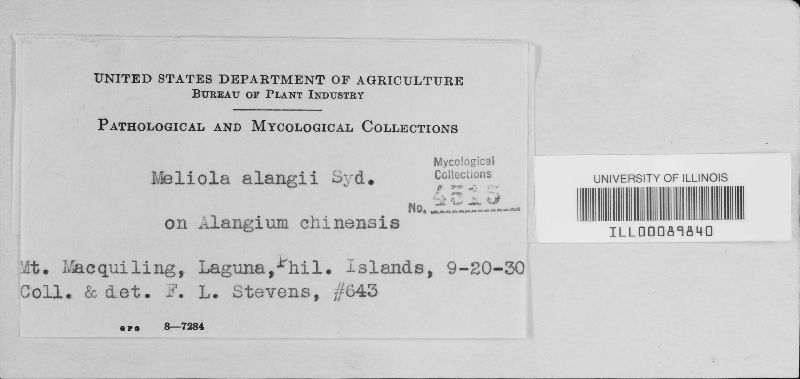 UNITED STATES DEPARTMENT OF AGRICULTURE
BUREAU OF PLANT INDUSTRY
PATHOLOGICAL AND MYCOLOGICAL COLLECTIONS
Meliola alangii Syd.
Mycological
Collections
No. 4515
on Alangium chinensis
Mt. Macquiling, Laguna, Phil. Islands, 9-20-30
Coll. & det. F. L. Stevens, #643
GPO 8—7284
UNIVERSITY OF ILLINOIS
ILL00089840